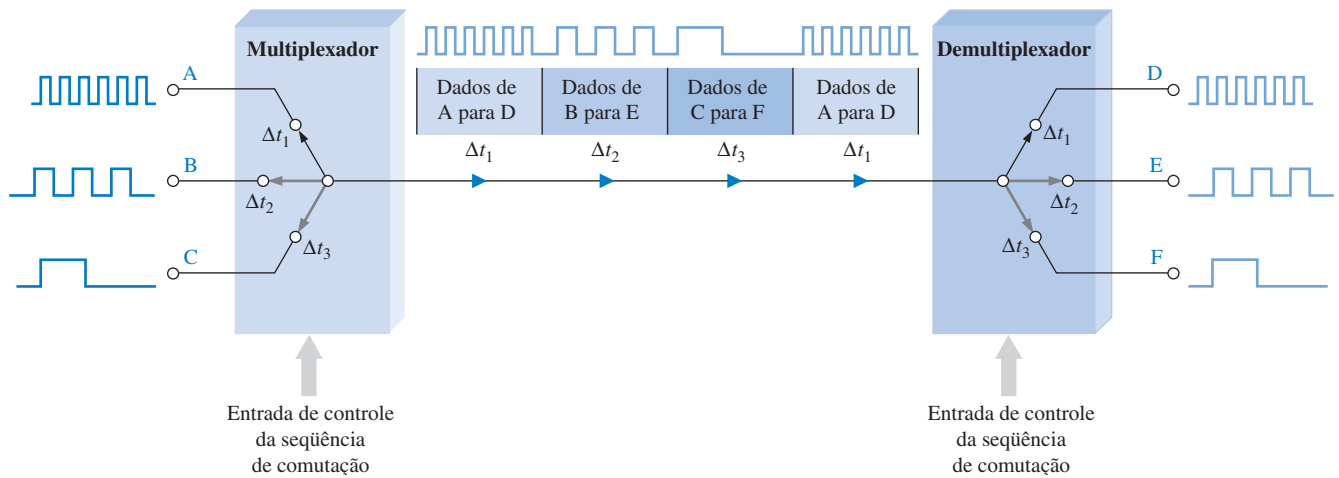 Multiplexador
Demultiplexador
A
B
C
Δt1
Δt2
Δt3
Dados de
A para D
Dados de
B para E
Dados de
C para F
Dados de
A para D
Δt1
Δt2
Δt3
Δt1
D
E
F
Δt1
Δt2
Δt3
Entrada de controle
da seqüência
de comutação
Entrada de controle
da seqüência
de comutação